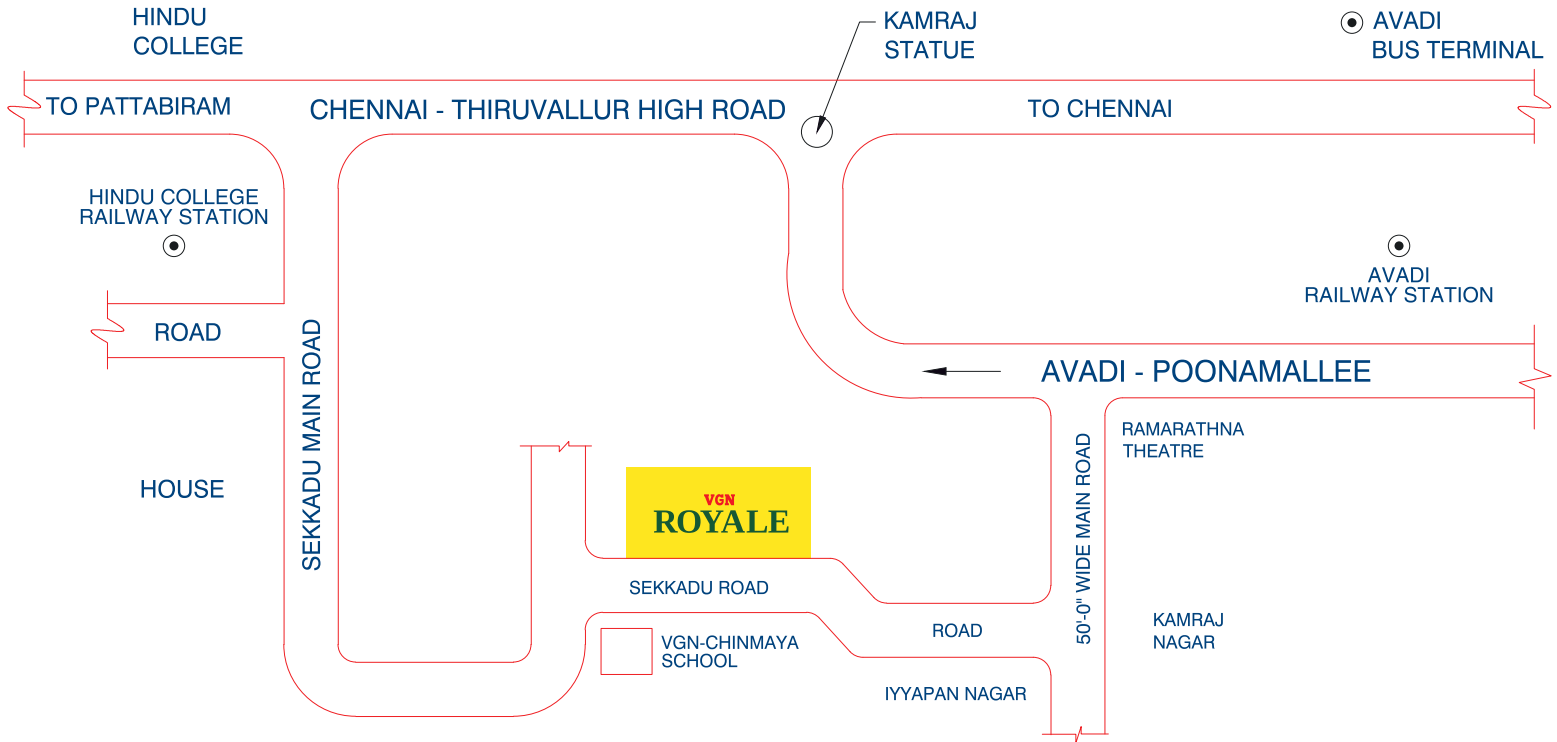 HINDU
COLLEGE
KAMRAJ
STATUE
AVADI
BUS TERMINAL
TO PATTABIRAM
CHENNAI - THIRUVALLUR HIGH ROAD
TO CHENNAI
HINDU COLLEGE
RAILWAY STATION
AVADI
RAILWAY STATION
ROAD
SEKKADU MAIN ROAD
AVADI - POONAMALLEE
RAMARATHNA
THEATRE
50'-0" WIDE MAIN ROAD
HOUSE
VGN
ROYALE
SEKKADU ROAD
ROAD
KAMRAJ
NAGAR
VGN-CHINMAYA
SCHOOL
IYYAPAN NAGAR